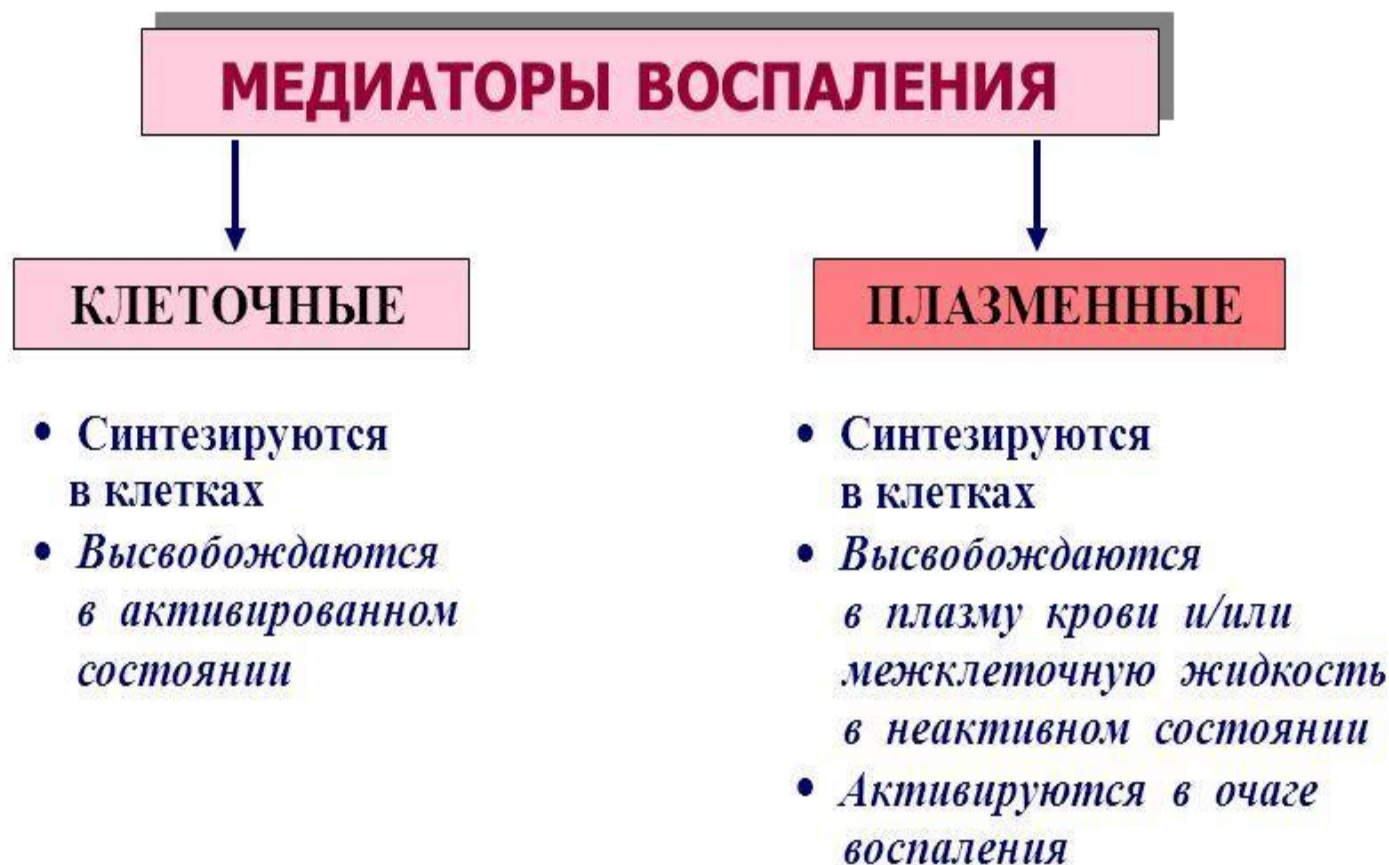 МЕДИАТОРЫ ВОСПАЛЕНИЯ
КЛЕТОЧНЫЕ
• Синтезируются
в клетках
• Высвобождаются
в активированном
состоянии
ПЛАЗМЕННЫЕ
• Синтезируются
в клетках
• Высвобождаются
в плазму крови и/или
межклеточную жидкость
в неактивном состоянии
• Активируются в очаге
воспаления